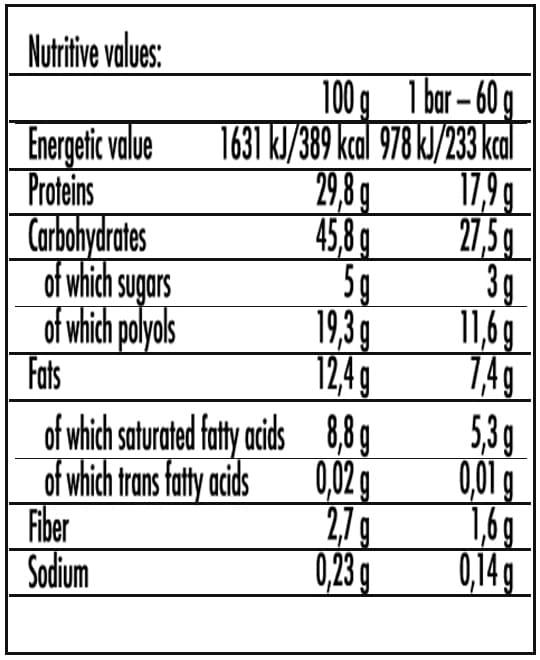 Nutritive values:
100 g 1 bar – 60 g
Energetic value 1631 kJ/389 kcal 978 kJ/233 kcal
Proteins 29,8 g 17,9 g
Carbohydrates 45,8 g 27,5 g
of which sugars 5 g 3 g
of which polyols 19,3 g 11,6 g
Fats 12,4 g 7,4 g
of which saturated fatty acids 8,8 g 5,3 g
of which trans fatty acids 0,02 g 0,01 g
Fiber 2,7 g 1,6 g
Sodium 0,23 g 0,14 g